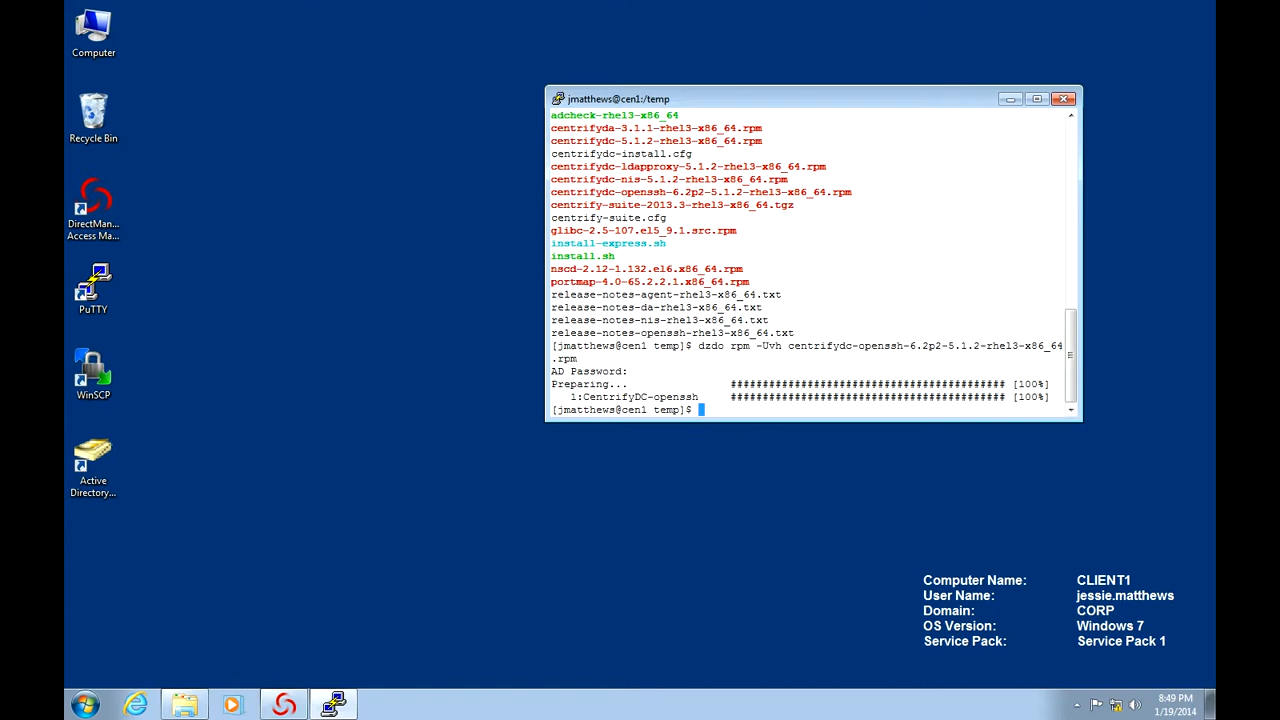 Computer
Recycle Bin
DirectMan...
Access Ma...
PuTTY
WinSCP
Active
Directory...
jmatthews@cen1:/temp
adcheck-rhel3-x86_64
centrifyda-3.1.1-rhel3-x86_64.rpm
centrifydc-5.1.2-rhel3-x86_64.rpm
centrifydc-install.cfg
centrifydc-ldapproxy-5.1.2-rhel3-x86_64.rpm
centrifydc-nis-5.1.2-rhel3-x86_64.rpm
centrifydc-openssh-6.2p2-5.1.2-rhel3-x86_64.rpm
centrify-suite-2013.3-rhel3-x86_64.tgz
centrify-suite.cfg
glibc-2.5-107.el5_9.1.src.rpm
install-express.sh
install.sh
nscd-2.12-1.132.el6.x86_64.rpm
portmap-4.0-65.2.2.1.x86_64.rpm
release-notes-agent-rhel3-x86_64.txt
release-notes-da-rhel3-x86_64.txt
release-notes-nis-rhel3-x86_64.txt
release-notes-openssh-rhel3-x86_64.txt
[jmatthews@cen1 temp]$ dzdo rpm -Uvh centrifydc-openssh-6.2p2-5.1.2-rhel3-x86_64
.rpm
AD Password:
Preparing... ########################################### [100%]
1:CentrifyDC-openssh ########################################### [100%]
[jmatthews@cen1 temp]$
Computer Name: CLIENT1
User Name: jessie.matthews
Domain: CORP
OS Version: Windows 7
Service Pack: Service Pack 1
8:49 PM
1/19/2014